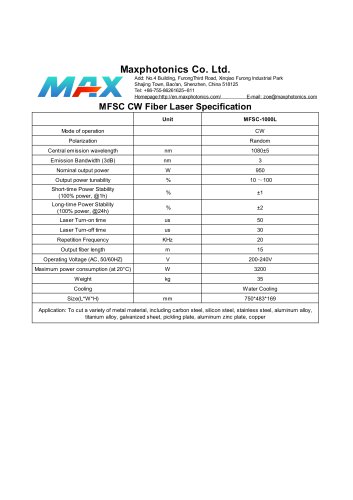 Maxphotonics Co. Ltd.
MAX
Add: No.4 Building, FurongThird Road, Xinqiao Furong Industrial Park
Shajing Town, Bao'an, Shenzhen, China 518125
Tel: +86-755-86261625-811
Homepage:http://en.maxphotonics.com/ E-mail: zoe@maxphotonics.com
MFSC CW Fiber Laser Specification
Unit MFSC-1000L
Mode of operation CW
Polarization Random
Central emission wavelength nm 1080±5
Emission Bandwidth (3dB) nm 3
Nominal output power W 950
Output power tunability % 10 ~ 100
Short-time Power Stability
(100% power, @1h) % ±1
Long-time Power Stability
(100% power, @24h) % ±2
Laser Turn-on time us 50
Laser Turn-off time us 30
Repetition Frequency KHz 20
Output fiber length m 15
Operating Voltage (AC, 50/60HZ) V 200-240V
Maximum power consumption (at 20°C) W 3200
Weight kg 35
Cooling Water Cooling
Size(L*W*H) mm 750*483*169
Application: To cut a variety of metal material, including carbon steel, silicon steel, stainless steel, aluminum alloy,
titanium alloy, galvanized sheet, pickling plate, aluminum zinc plate, copper